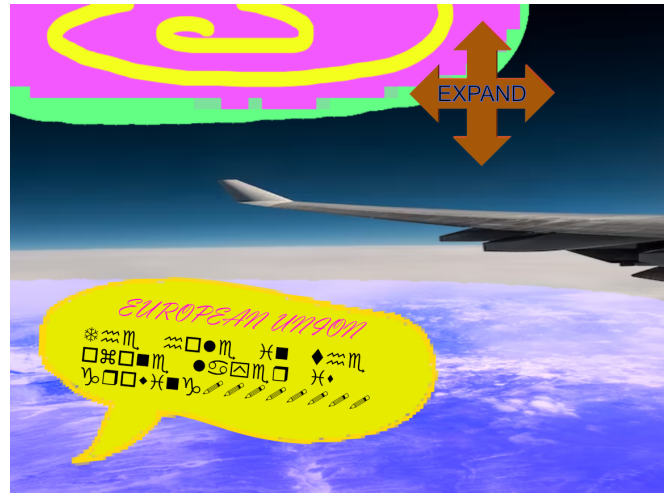 EXPAND
EUROPEAN UNION
❄♒♏ ♒□●♏ ♓■ ⧫♒♏
□⌘□■♏ ●♋⍓♏❒ ♓⬧
♑❒□⬥♓■♑✏✏✏✏✏✏✏✏